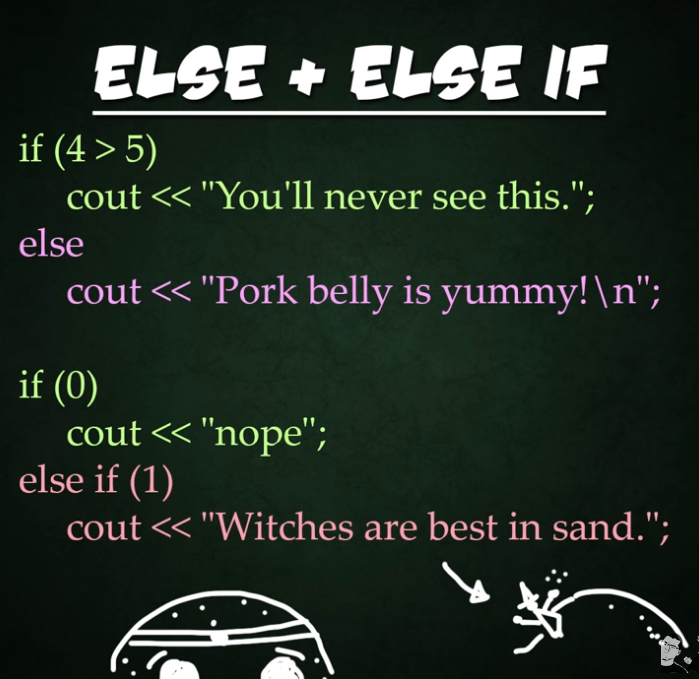 ELSE + ELSE IF
if (4 > 5)
cout << "You'll never see this.";
else
cout << "Pork belly is yummy!\n";
if (0)
cout << "nope";
else if (1)
cout << "Witches are best in sand.";